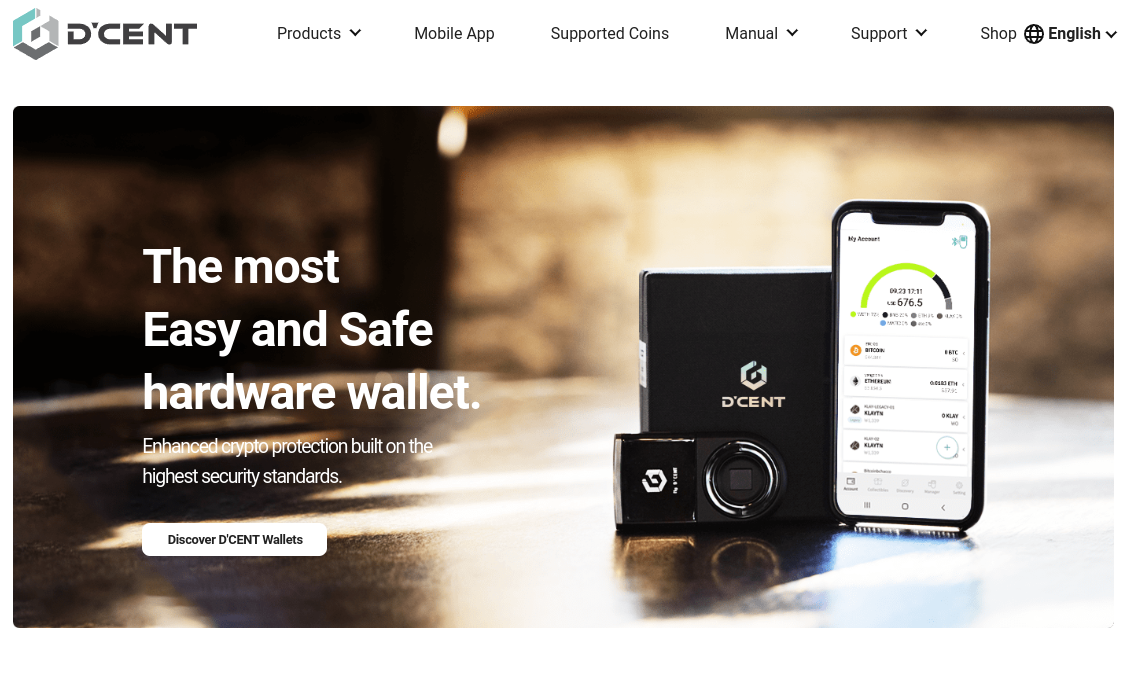 D'CENT
Products
Mobile App
Supported Coins
Manual
Support
Shop
English
The most
Easy and Safe
hardware wallet.
Enhanced crypto protection built on the
highest security standards.
Discover D'CENT Wallets
D'CENT
My Account
09.23 17:11
676.5
BITCOIN
0 BTC
ETHEREUM
0.0183 ETH
KLAYTN
0 KLAY
KLAYTN
Account